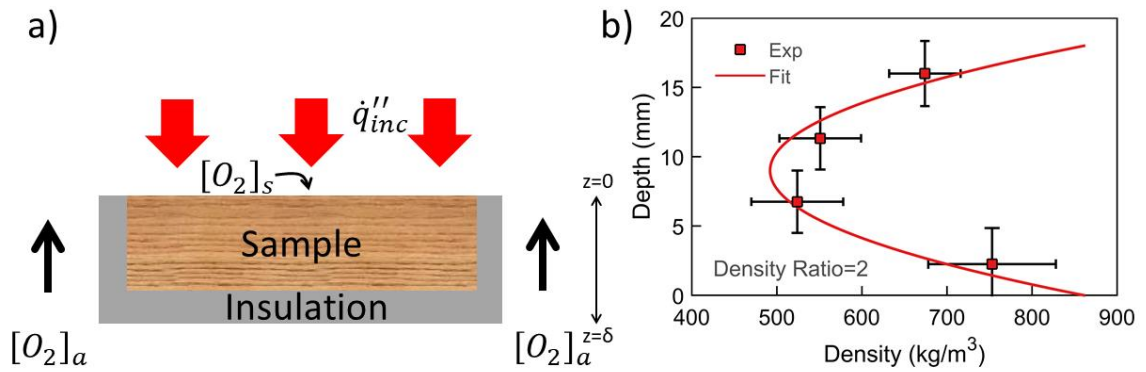 a)
q̇″inc
[O2]s
z=0
Sample
Insulation
[O2]a
[O2]a
z=δ
b)
20
15
10
5
0
Depth (mm)
Exp
Fit
Density Ratio=2
400 500 600 700 800 900
Density (kg/m³)